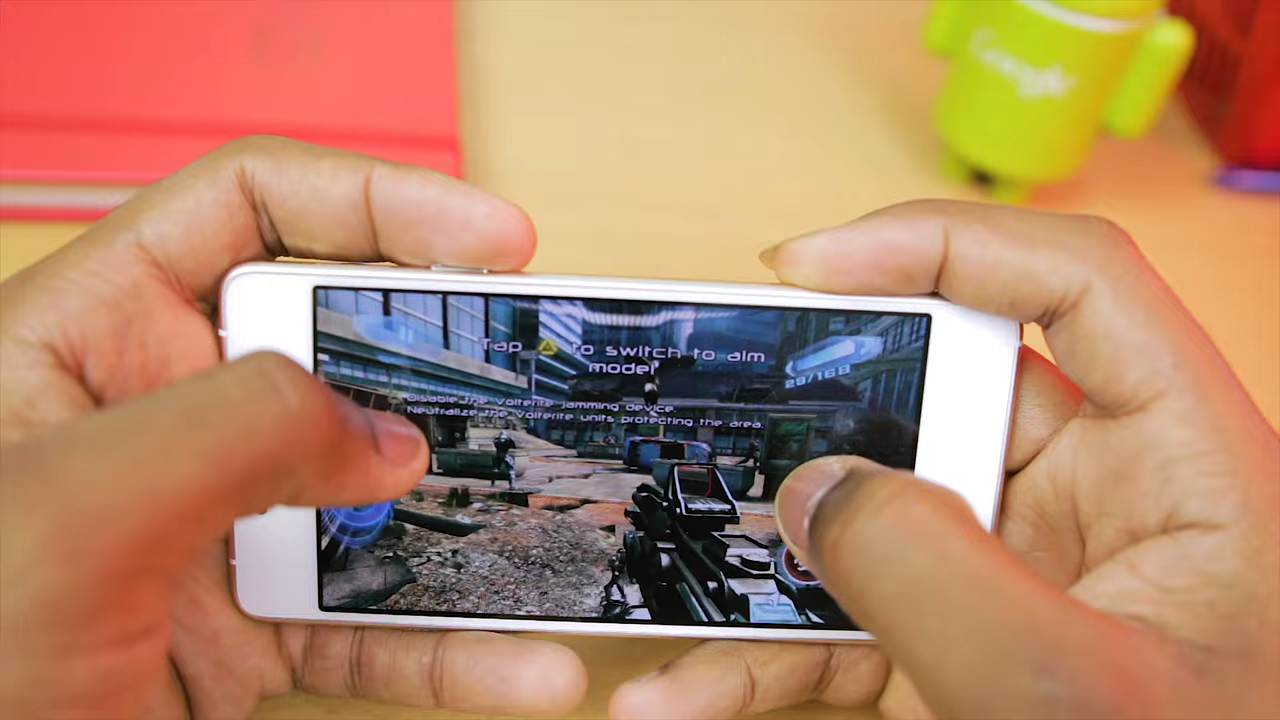 Google
Tap to switch to aim
mode!
29/168
Disable the Volterite jamming device.
Neutralize the Volterite units protecting the area.